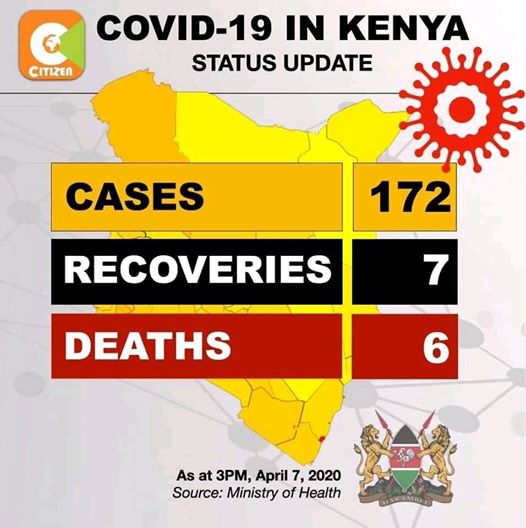 COVID-19 IN KENYA
STATUS UPDATE
CITIZEN
CASES 172
RECOVERIES 7
DEATHS 6
As at 3PM, April 7, 2020
Source: Ministry of Health
HARAMBEE